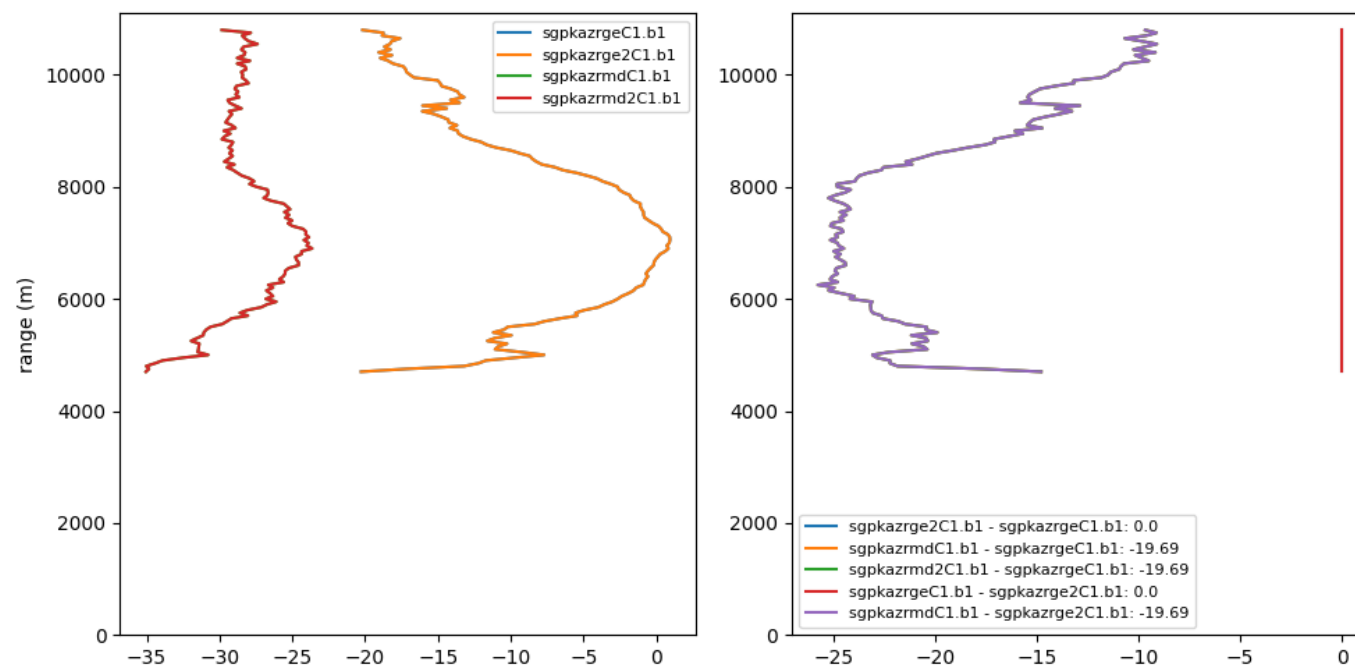 sgpkazrgeC1.b1
sgpkazrge2C1.b1
sgpkazrmdC1.b1
sgpkazrmd2C1.b1
range (m)
10000
8000
6000
4000
2000
0
−35 −30 −25 −20 −15 −10 −5 0
10000
8000
6000
4000
2000
0
sgpkazrge2C1.b1 - sgpkazrgeC1.b1: 0.0
sgpkazrmdC1.b1 - sgpkazrgeC1.b1: -19.69
sgpkazrmd2C1.b1 - sgpkazrgeC1.b1: -19.69
sgpkazrgeC1.b1 - sgpkazrge2C1.b1: 0.0
sgpkazrmdC1.b1 - sgpkazrge2C1.b1: -19.69
−25 −20 −15 −10 −5 0